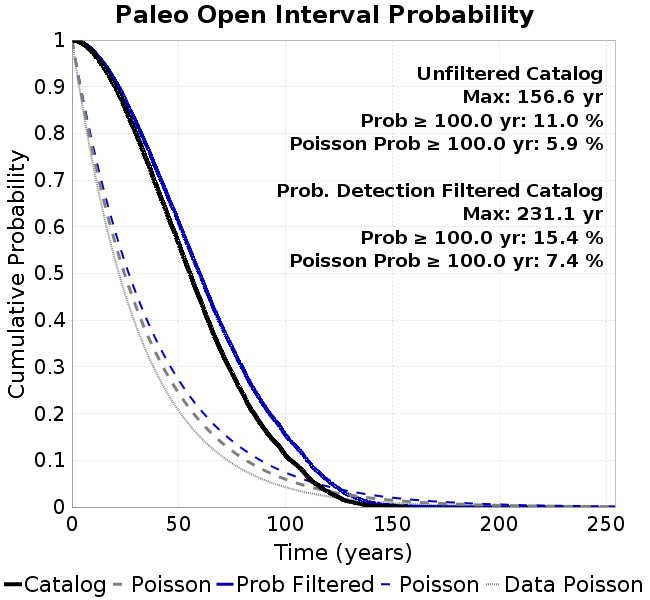 Paleo Open Interval Probability
Cumulative Probability
1
0.9
0.8
0.7
0.6
0.5
0.4
0.3
0.2
0.1
0
Unfiltered Catalog
Max: 156.6 yr
Prob ≥ 100.0 yr: 11.0 %
Poisson Prob ≥ 100.0 yr: 5.9 %
Prob. Detection Filtered Catalog
Max: 231.1 yr
Prob ≥ 100.0 yr: 15.4 %
Poisson Prob ≥ 100.0 yr: 7.4 %
0 50 100 150 200 250
Time (years)
Catalog Poisson Prob Filtered Poisson Data Poisson